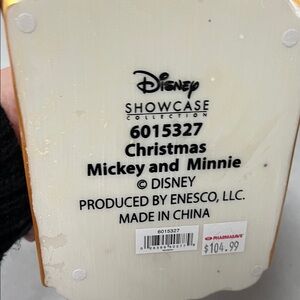 Disney
SHOWCASE
COLLECTION
6015327
Christmas
Mickey and Minnie
© DISNEY
PRODUCED BY ENESCO, LLC.
MADE IN CHINA
6015327
PHARMASAVE
$104.99